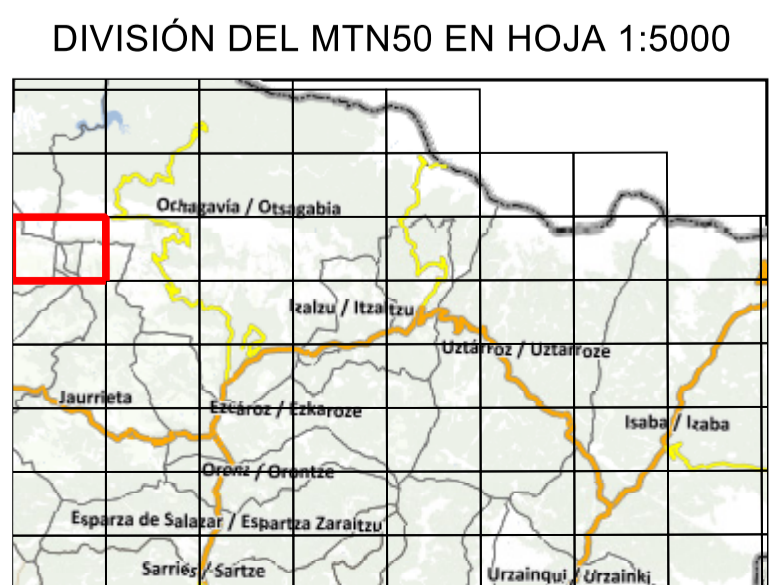 DIVISIÓN DEL MTN50 EN HOJA 1:5000
Ochagavía / Otsagabia
Izalzu / Itzaltzu
Uztárroz / Uztarroze
Jaurrieta
Ezcároz / Ezkaroze
Isaba / Izaba
Oronz / Orontze
Esparza de Salazar / Espartza Zaraitzu
Sarriés / Sartze
Urzainqui / Urzainki